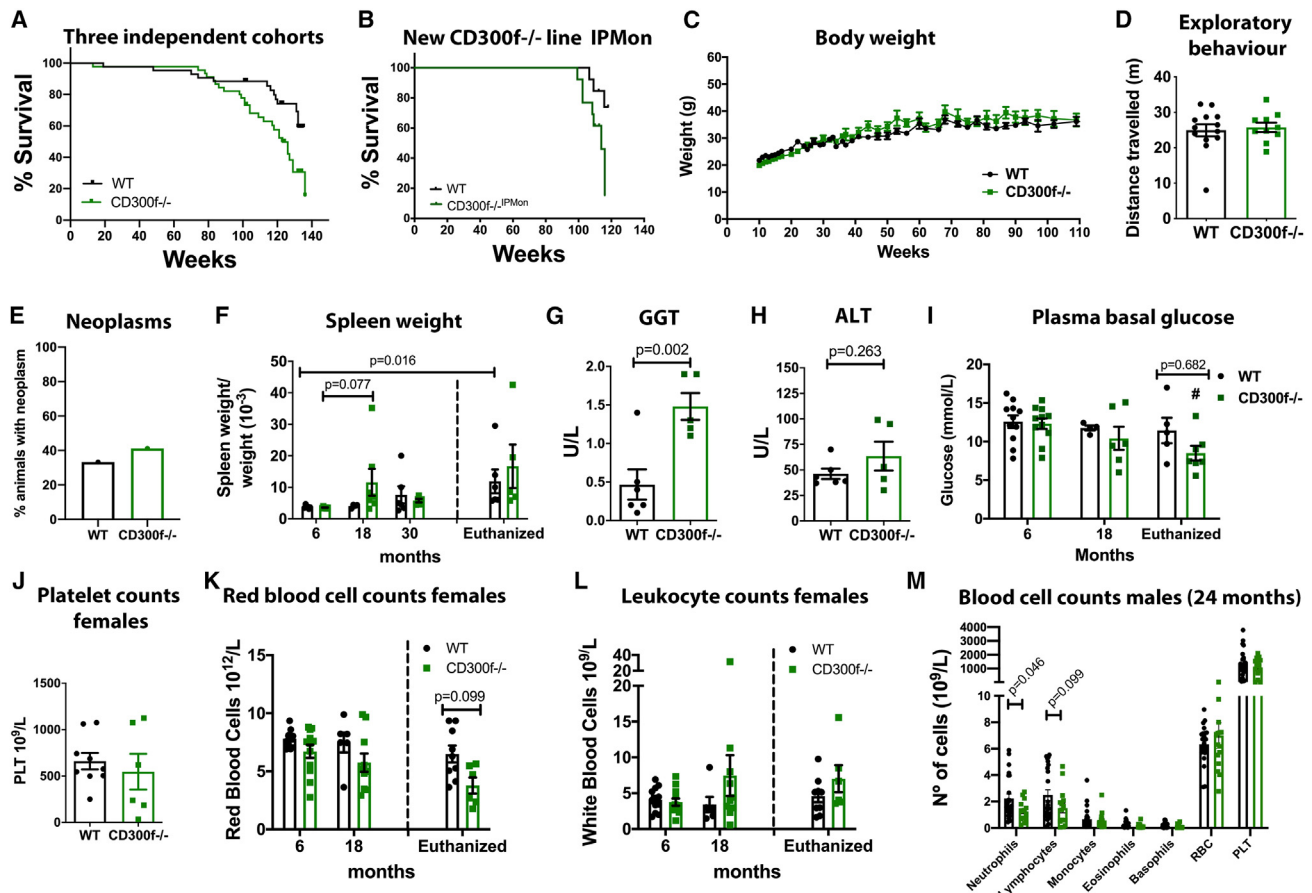 A
Three independent cohorts
% Survival
100
80
60
40
20
0
WT
CD300f-/-
0 20 40 60 80 100 120 140
Weeks
B
New CD300f-/- line IPMon
% Survival
100
80
60
40
20
0
WT
CD300f-/-IPMon
0 20 40 60 80 100 120 140
Weeks
C
Body weight
Weight (g)
60
50
40
30
20
10
0
WT
CD300f-/-
0 10 20 30 40 50 60 70 80 90 100 110
Weeks
D
Exploratory
behaviour
Distance travelled (m)
40
30
20
10
0
WT CD300f-/-
E
Neoplasms
% animals with neoplasm
100
80
60
40
20
0
WT CD300f-/-
F
Spleen weight
Spleen weight/
weight (10-3)
50
40
30
20
10
0
p=0.016
p=0.077
6 18 30 Euthanized
months
G
GGT
p=0.002
U/L
2.0
1.5
1.0
0.5
0.0
WT CD300f-/-
H
ALT
p=0.263
U/L
150
125
100
75
50
25
0
WT CD300f-/-
I
Plasma basal glucose
Glucose (mmol/L)
20
15
10
5
0
p=0.682
#
WT
CD300f-/-
6 18 Euthanized
Months
J
Platelet counts
females
PLT 109/L
1500
1000
500
0
WT CD300f-/-
K
Red blood cell counts females
Red Blood Cells 1012/L
15
10
5
0
WT
CD300f-/-
p=0.099
6 18 Euthanized
months
L
Leukocyte counts females
White Blood Cells 109/L
40
30
20
20
15
10
5
0
WT
CD300f-/-
6 18 Euthanized
months
M
Blood cell counts males (24 months)
Nº of cells (109/L)
4000
3000
2000
1000
10
8
6
4
2
0
p=0.046
p=0.099
Neutrophils
Lymphocytes
Monocytes
Eosinophils
Basophils
RBC
PLT